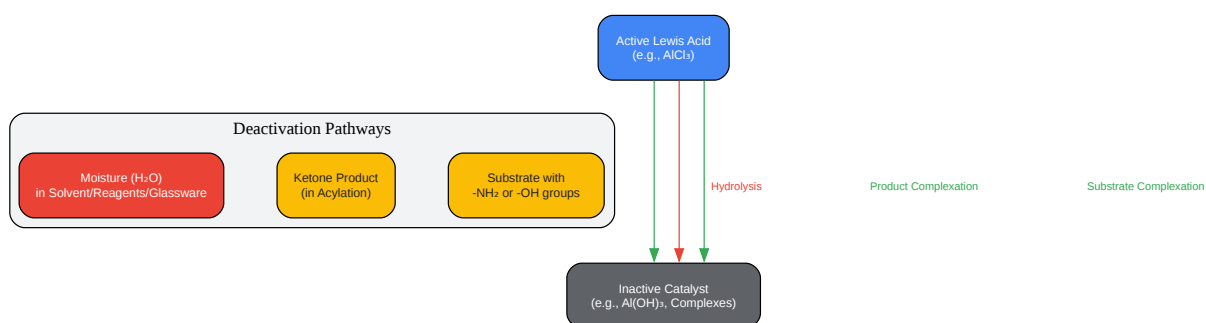 Active Lewis Acid
(e.g., AlCl₃)
Deactivation Pathways
Moisture (H₂O)
in Solvent/Reagents/Glassware
Ketone Product
(in Acylation)
Substrate with
-NH₂ or -OH groups
Hydrolysis
Product Complexation
Substrate Complexation
Inactive Catalyst
(e.g., Al(OH)₃, Complexes)